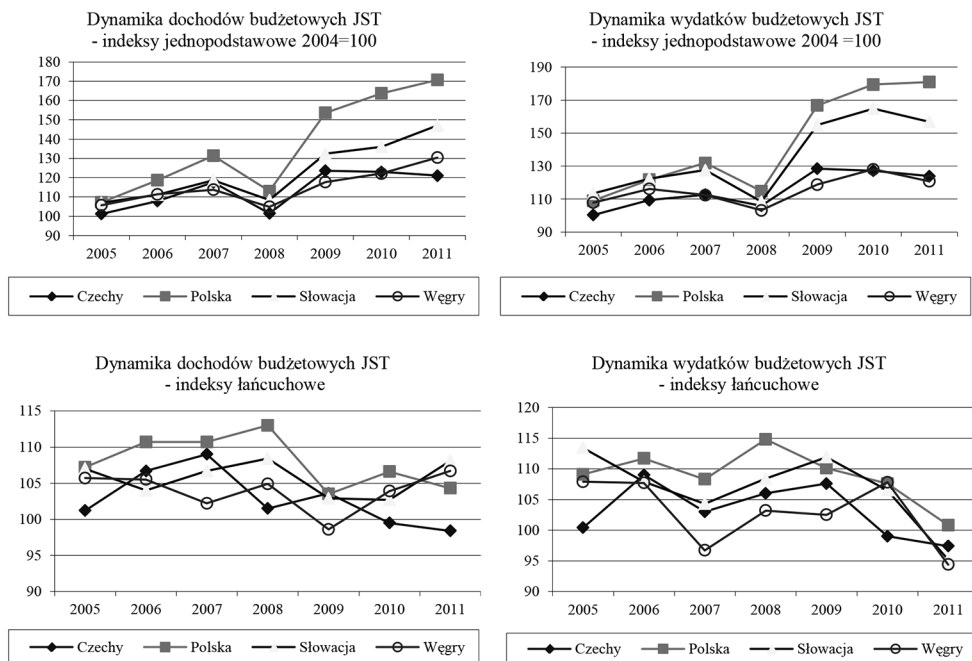 Dynamika dochodów budżetowych JST
- indeksy jednopodstawowe 2004=100
180
170
160
150
140
130
120
110
100
90
2005 2006 2007 2008 2009 2010 2011
Czechy Polska Słowacja Węgry
Dynamika wydatków budżetowych JST
- indeksy jednopodstawowe 2004 =100
190
170
150
130
110
90
2005 2006 2007 2008 2009 2010 2011
Czechy Polska Słowacja Węgry
Dynamika dochodów budżetowych JST
- indeksy łańcuchowe
115
110
105
100
95
90
2005 2006 2007 2008 2009 2010 2011
Czechy Polska Słowacja Węgry
Dynamika wydatków budżetowych JST
- indeksy łańcuchowe
120
115
110
105
100
95
90
2005 2006 2007 2008 2009 2010 2011
Czechy Polska Słowacja Węgry